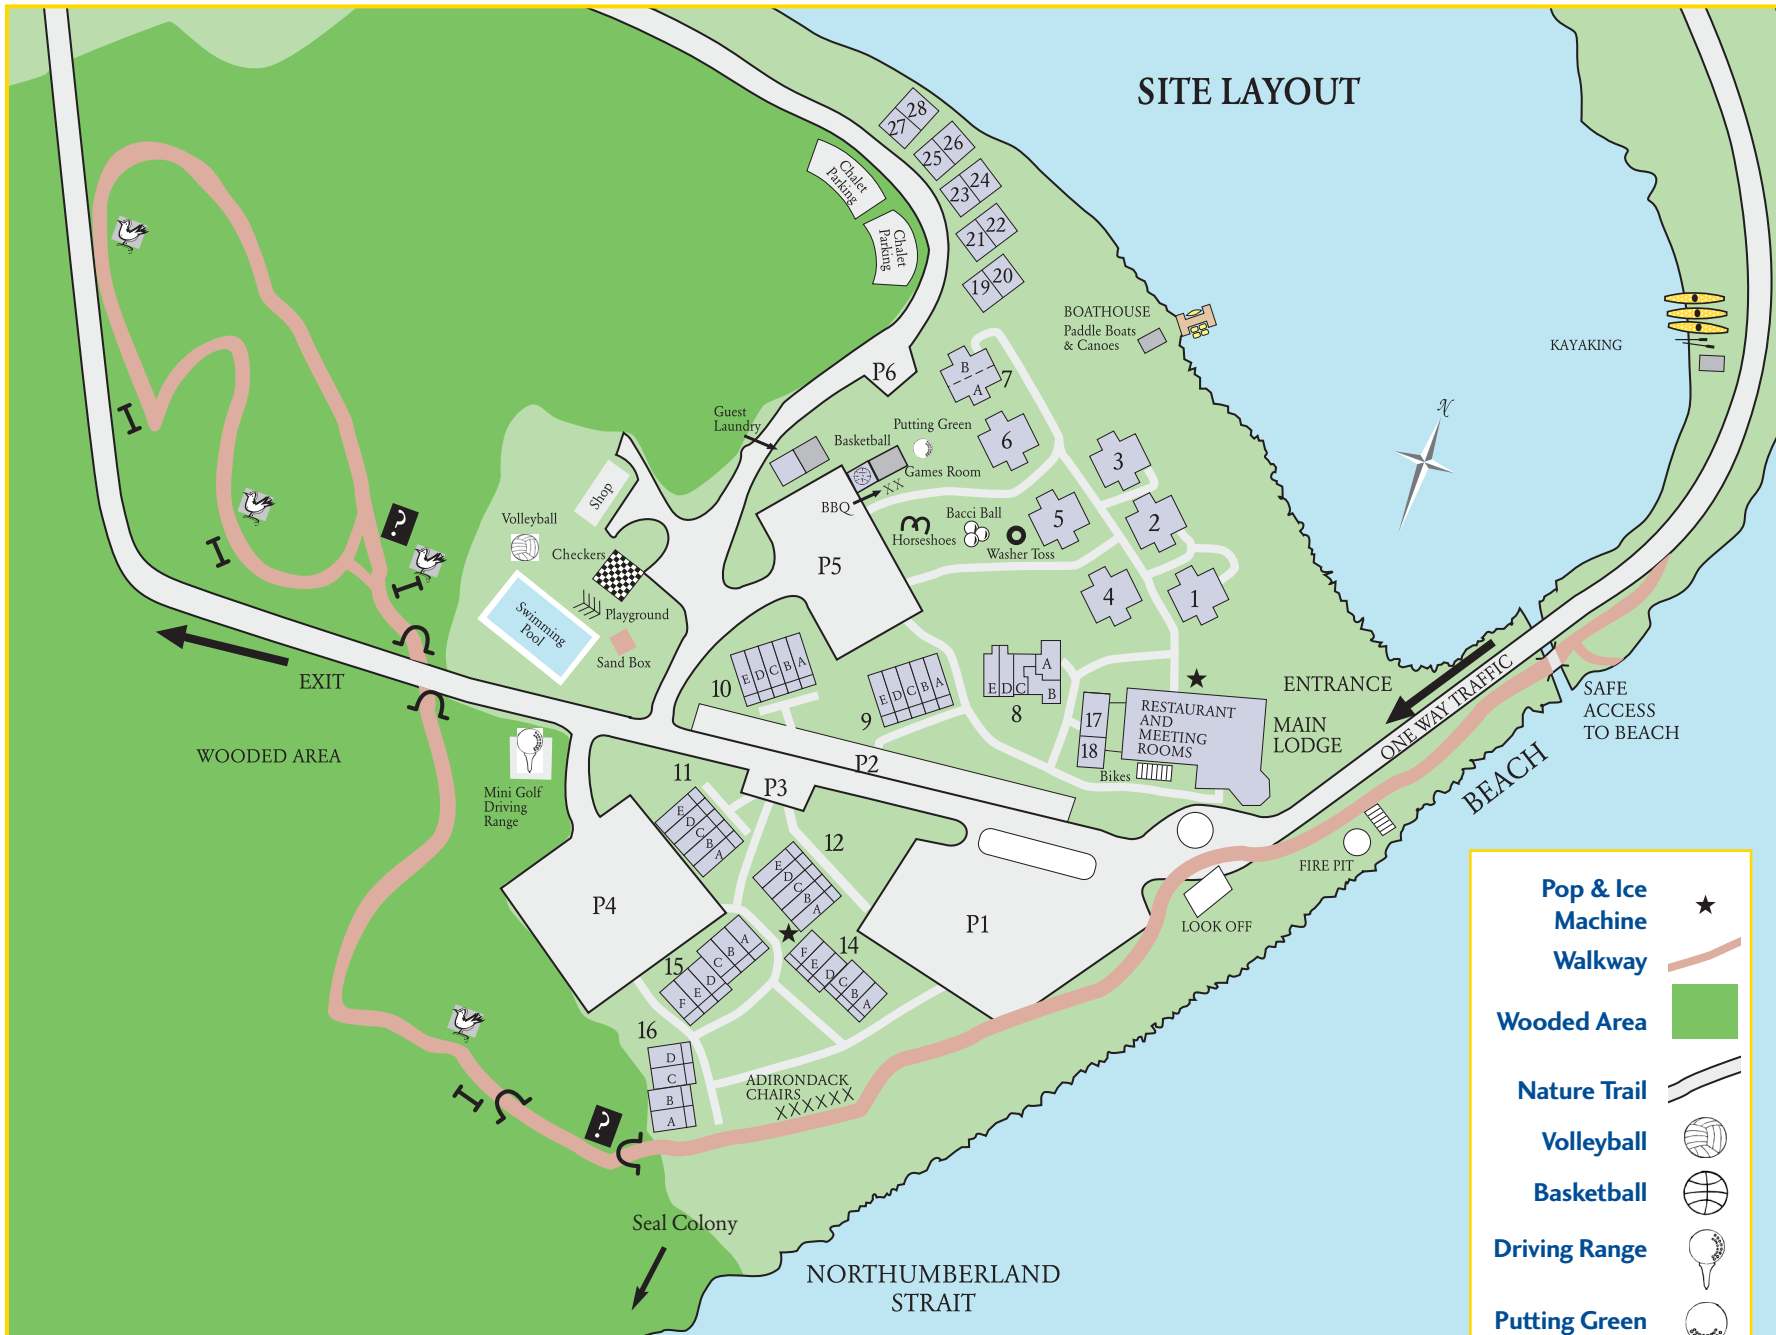 SITE LAYOUT
28
27
26
25
24
23
22
21
20
19
Chalet
Parking
Chalet
Parking
BOATHOUSE
Paddle Boats
& Canoes
KAYAKING
N
P6
B
A
7
6
3
5
2
4
1
Guest
Laundry
Basketball
Putting Green
Games Room
BBQ
XX
Bacci Ball
Horseshoes
Washer Toss
Shop
Volleyball
Checkers
?
P5
Swimming
Pool
Playground
Sand Box
EXIT
E D C B A
10
E D C B A
9
A
E D C
B
8
17
18
RESTAURANT
AND
MEETING
ROOMS
ENTRANCE
MAIN
LODGE
Bikes
ONE WAY TRAFFIC
SAFE
ACCESS
TO BEACH
BEACH
WOODED AREA
Mini Golf
Driving
Range
P2
P3
11
E
D
C
B
A
12
E
D
C
B
A
FIRE PIT
LOOK OFF
P4
P1
14
F
E
D
C
B
A
15
A
B
C
D
E
F
16
D
C
B
A
ADIRONDACK
CHAIRS
XXXXXX
?
Seal Colony
NORTHUMBERLAND
STRAIT
Pop & Ice
Machine
Walkway
Wooded Area
Nature Trail
Volleyball
Basketball
Driving Range
Putting Green